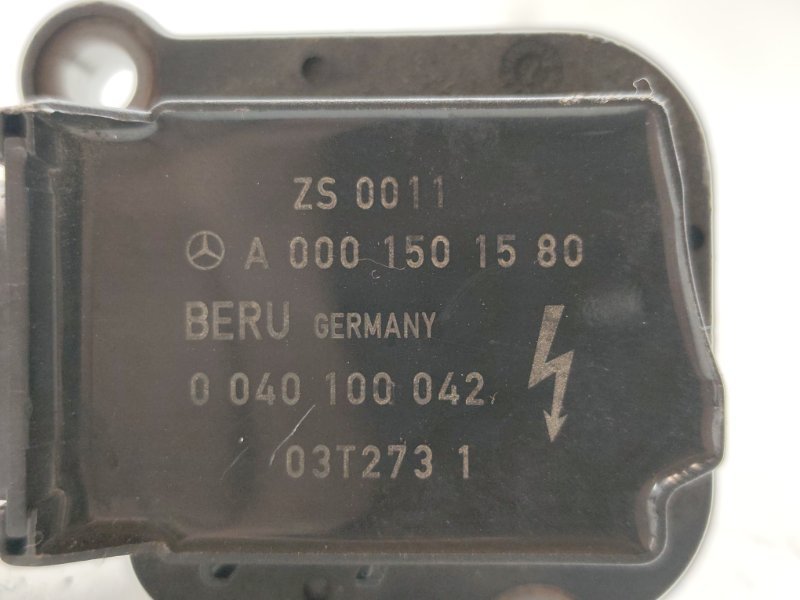 ZS 0011
A 000 150 15 80
BERU GERMANY
0 040 100 042
03T273 1